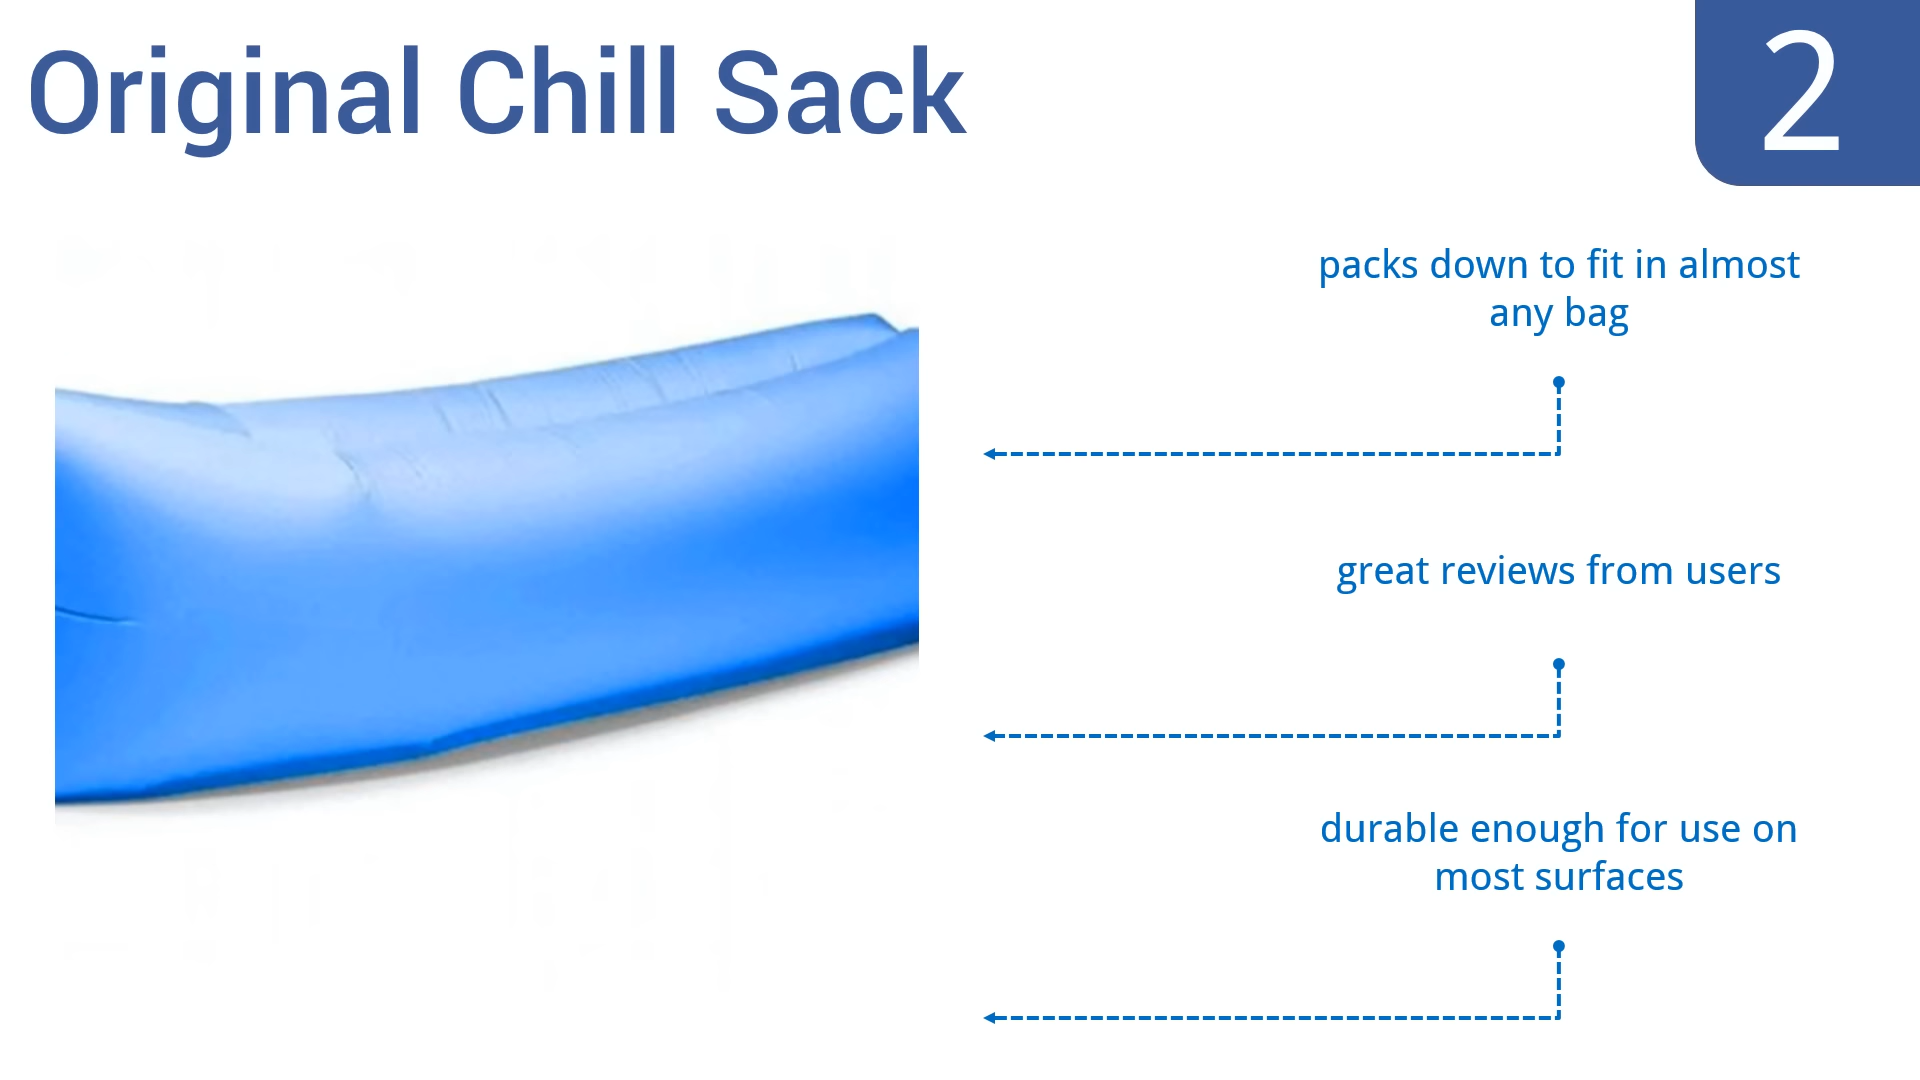 Original Chill Sack
2
packs down to fit in almost
any bag
great reviews from users
durable enough for use on
most surfaces